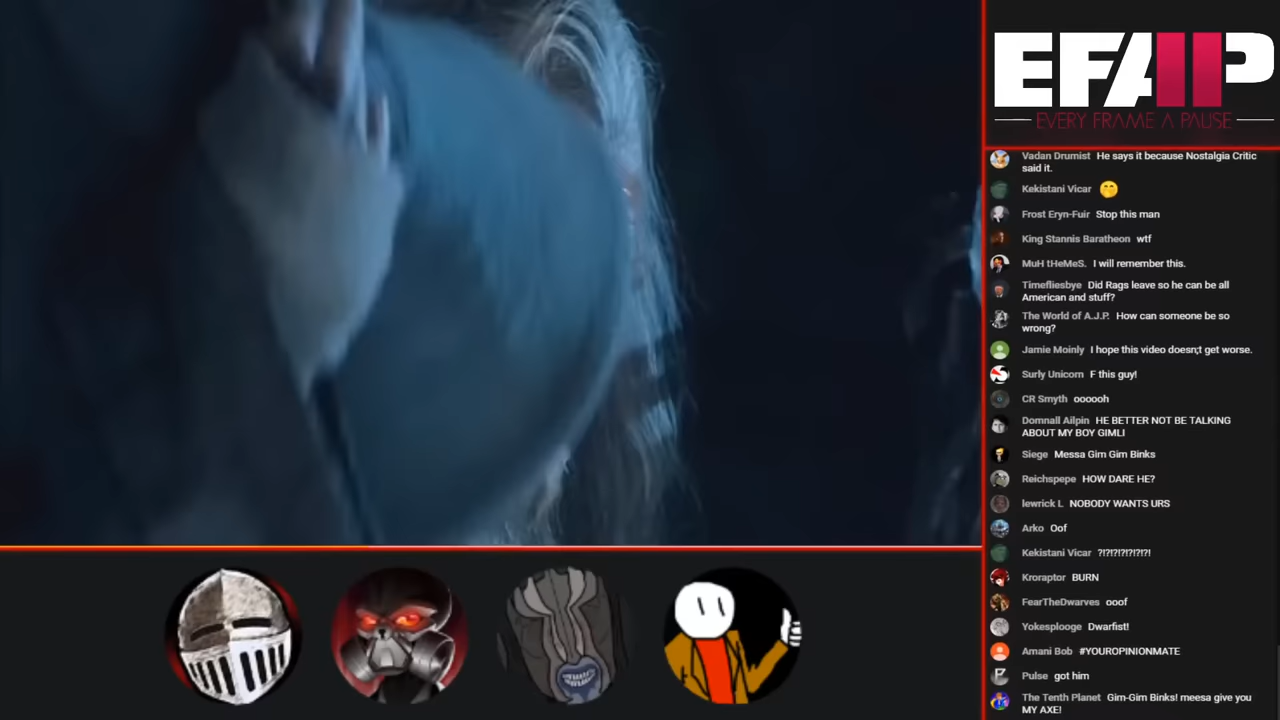 EFAP
EVERY FRAME A PAUSE
Vadan Drumist He says it because Nostalgia Critic
said it.
Kekistani Vicar
Frost Eryn-Fuir Stop this man
King Stannis Baratheon wtf
MuH tHeMeS. I will remember this.
Timefliesbye Did Rags leave so he can be all
American and stuff?
The World of A.J.P. How can someone be so
wrong?
Jamie Moinly I hope this video doesn;t get worse.
Surly Unicorn F this guy!
CR Smyth oooooh
Domnall Ailpin HE BETTER NOT BE TALKING
ABOUT MY BOY GIMLI
Siege Messa Gim Gim Binks
Reichspepe HOW DARE HE?
lewrick L NOBODY WANTS URS
Arko Oof
Kekistani Vicar ?!?!?!?!?!?!?!
Kroraptor BURN
FearTheDwarves ooof
Yokesplooge Dwarfist!
Amani Bob #YOUROPINIONMATE
Pulse got him
The Tenth Planet Gim-Gim Binks! meesa give you
MY AXE!